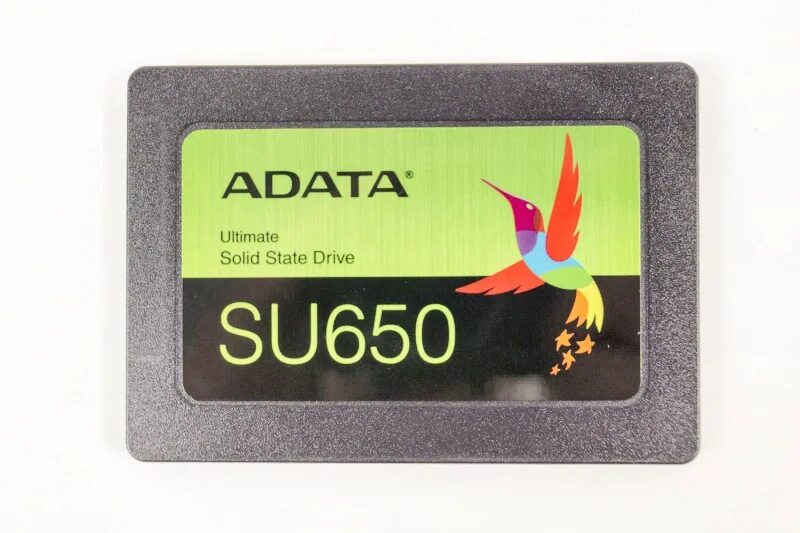 ADATA®
Ultimate
Solid State Drive
SU650